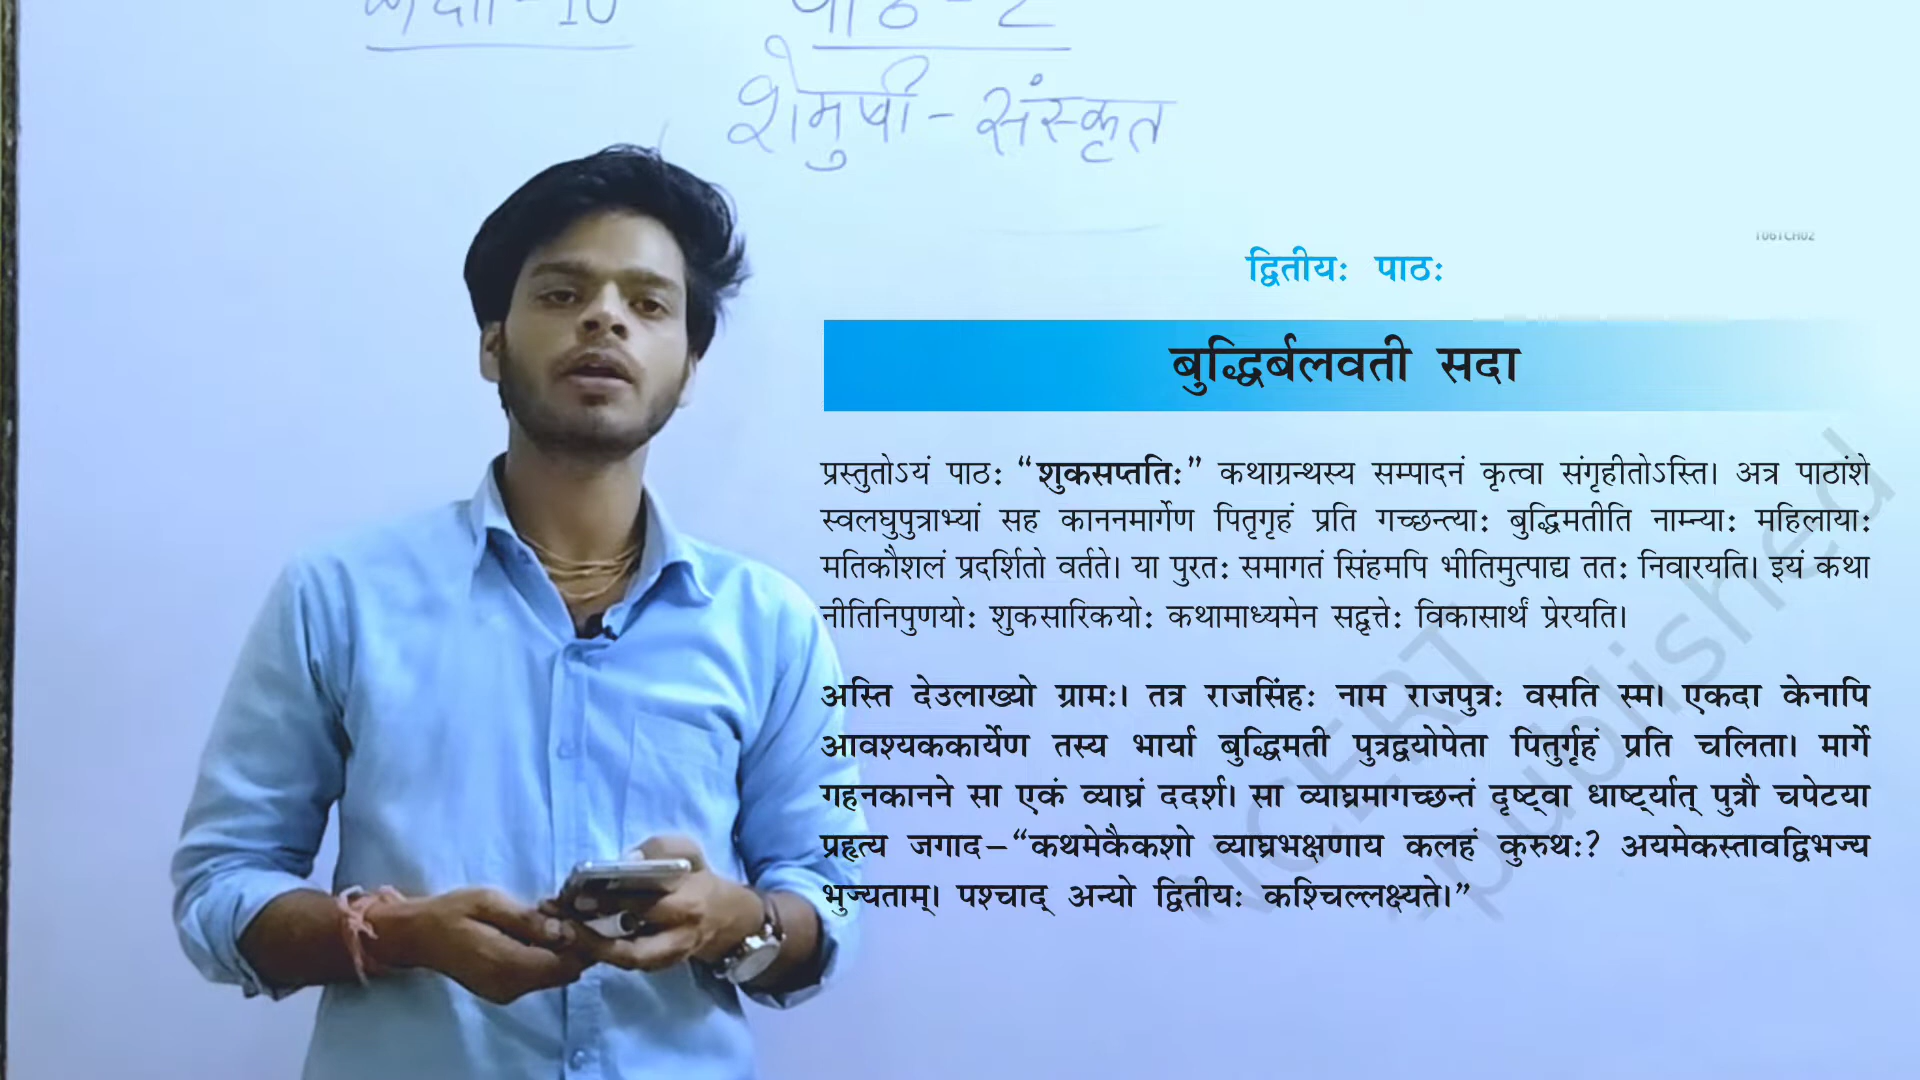 पाठ - 2
शेमुषी - संस्कृत
द्वितीयः पाठः
बुद्धिर्बलवती सदा
प्रस्तुतोऽयं पाठः “शुकसप्ततिः” कथाग्रन्थस्य सम्पादनं कृत्वा संगृहीतोऽस्ति। अत्र पाठांशे
स्वलघुपुत्राभ्यां सह काननमार्गेण पितृगृहं प्रति गच्छन्त्याः बुद्धिमतीति नाम्न्याः महिलायाः
मतिकौशलं प्रदर्शितो वर्तते। या पुरतः समागतं सिंहमपि भीतिमुत्पाद्य ततः निवारयति। इयं कथा
नीतिनिपुणयोः शुकसारिकयोः कथामाध्यमेन सद्वृत्तेः विकासार्थं प्रेरयति।
अस्ति देउलाख्यो ग्रामः। तत्र राजसिंहः नाम राजपुत्रः वसति स्म। एकदा केनापि
आवश्यककार्येण तस्य भार्या बुद्धिमती पुत्रद्वयोपेता पितुर्गृहं प्रति चलिता। मार्गे
गहनकानने सा एकं व्याघ्रं ददर्श। सा व्याघ्रमागच्छन्तं दृष्ट्वा धार्ष्ट्यात् पुत्रौ चपेटया
प्रहृत्य जगाद–“कथमेकैकशो व्याघ्रभक्षणाय कलहं कुरुथः? अयमेकस्तावद्विभज्य
भुज्यताम्। पश्चाद् अन्यो द्वितीयः कश्चिल्लक्ष्यते।”
NCERT
published